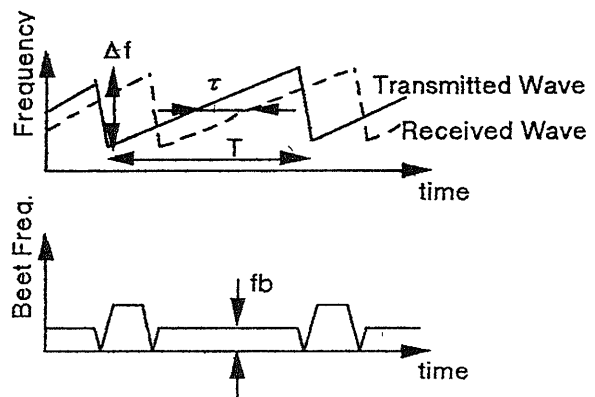 Frequency
Δf
τ
Transmitted Wave
Received Wave
T
time
Beet Freq.
fb
time